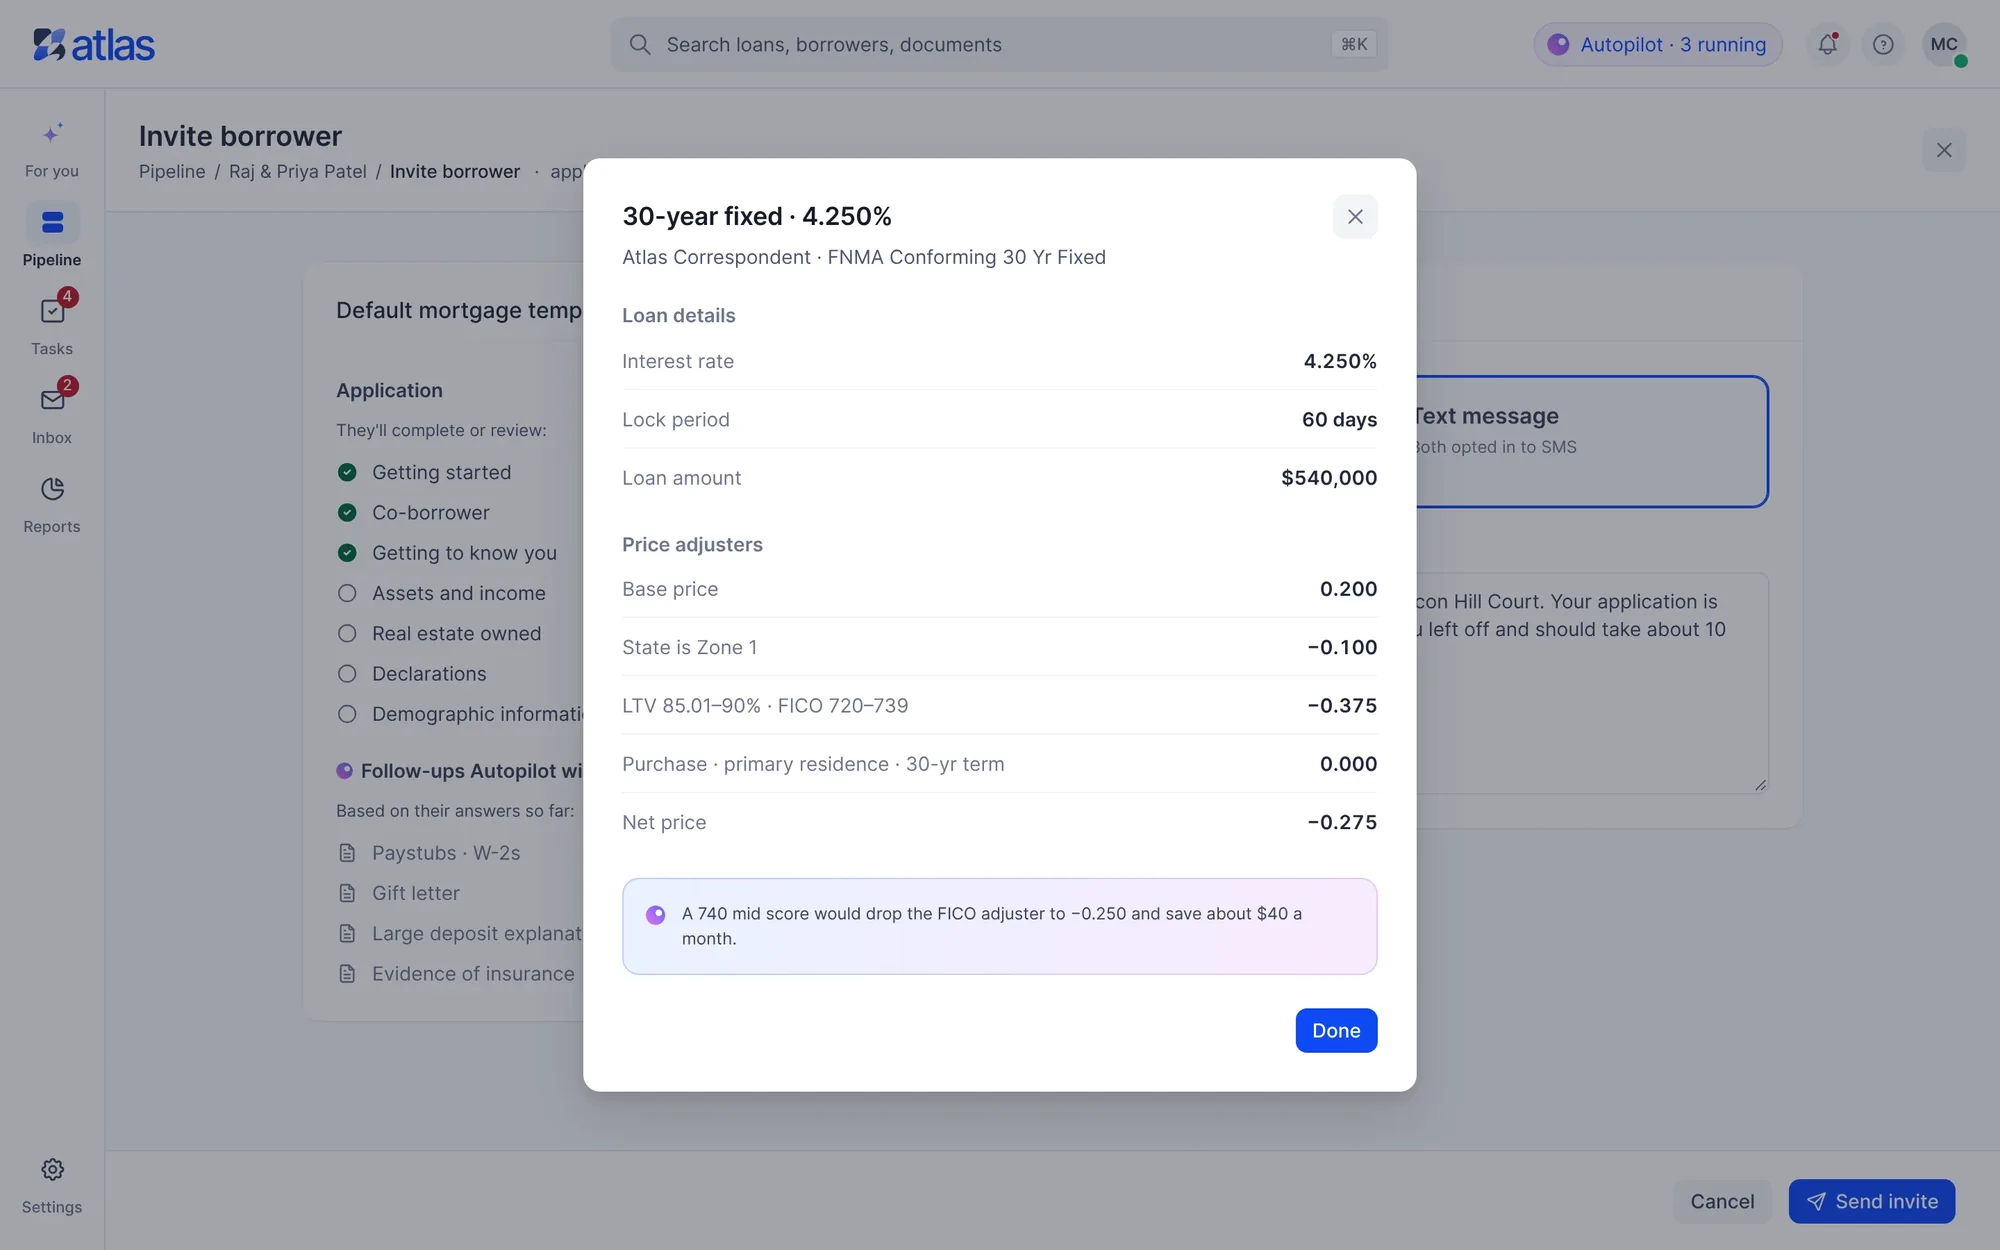 atlas
Search loans, borrowers, documents
⌘K
Autopilot · 3 running
MC
For you
Pipeline
4
Tasks
2
Inbox
Reports
Settings
Invite borrower
Pipeline / Raj & Priya Patel / Invite borrower ·
Default mortgage
Application
They'll complete or review:
Getting started
Co-borrower
Getting to know you
Assets and income
Real estate owned
Declarations
Demographic
Follow-ups Autopilot
Based on their answers so far:
Paystubs · W-2s
Gift letter
Large deposit
Evidence of insurance
30-year fixed · 4.250%
Atlas Correspondent · FNMA Conforming 30 Yr Fixed
Loan details
Interest rate 4.250%
Lock period 60 days
Loan amount $540,000
Price adjusters
Base price 0.200
State is Zone 1 −0.100
LTV 85.01–90% · FICO 720–739 −0.375
Purchase · primary residence · 30-yr term 0.000
Net price −0.275
A 740 mid score would drop the FICO adjuster to −0.250 and save about $40 a
month.
Done
Text message
Both opted in to SMS
Hill Court. Your application is
left off and should take about 10
Cancel
Send invite